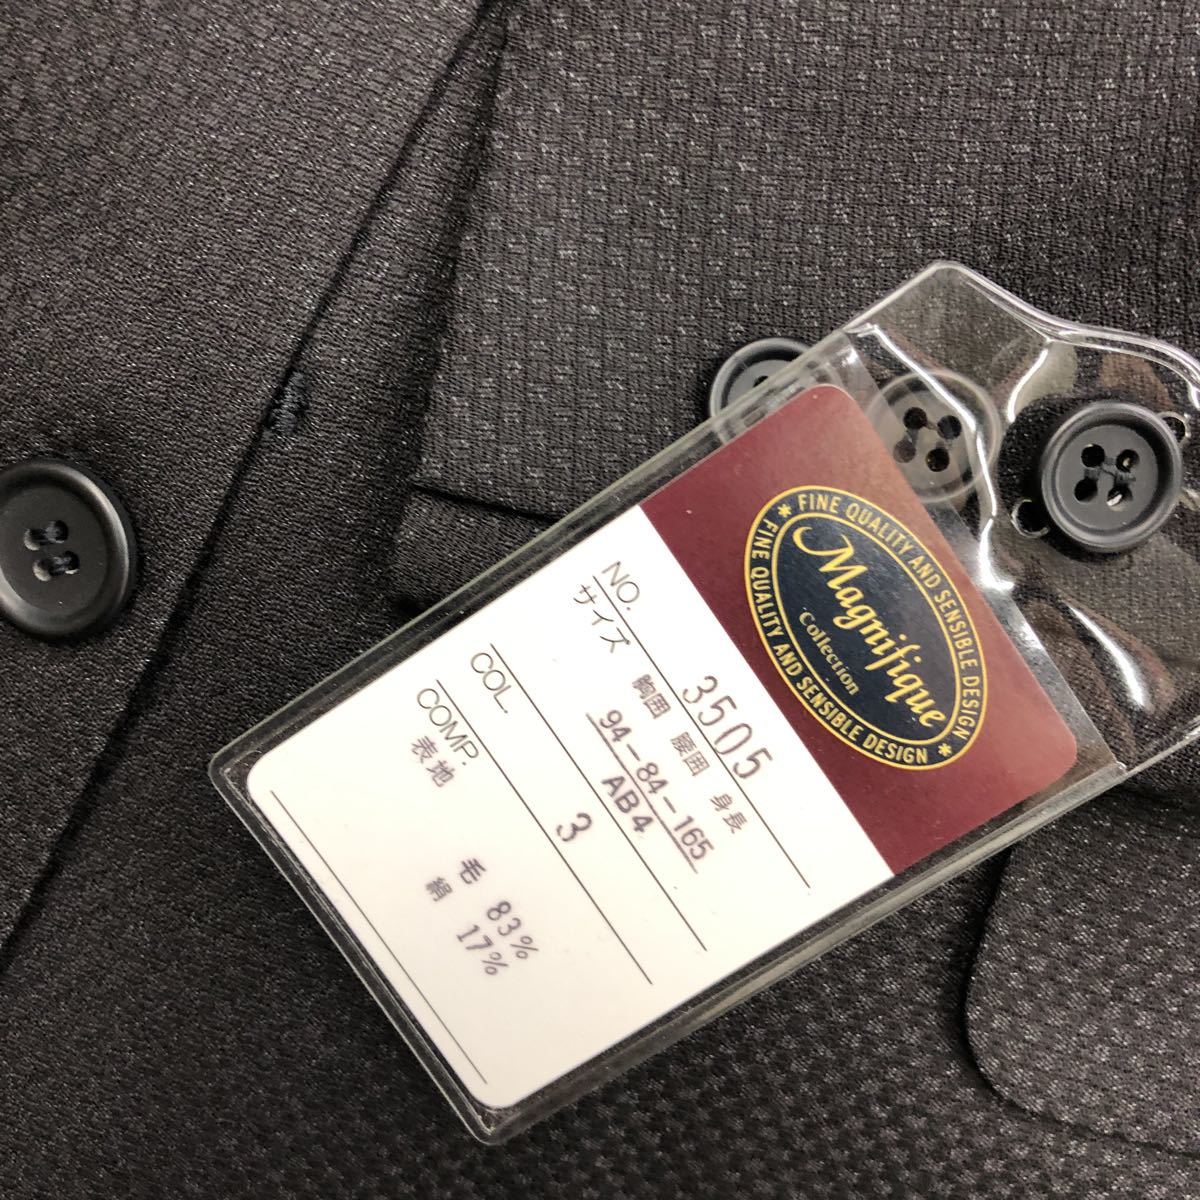 FINE QUALITY AND SENSIBLE DESIGN
Magnifique
Collection
FINE QUALITY AND SENSIBLE DESIGN
NO. 3505
サイズ 胸囲 腰囲 身長
94-84-165
AB4
COL. 3
COMP.
表地 毛 83%
絹 17%